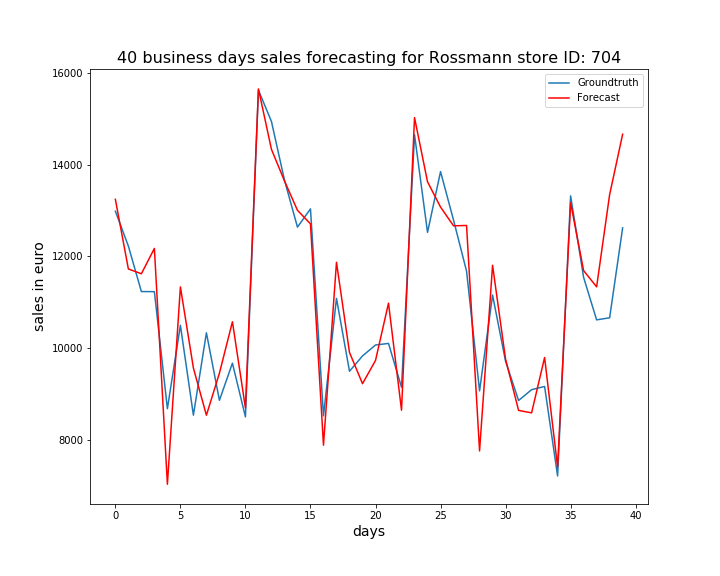 40 business days sales forecasting for Rossmann store ID: 704
Groundtruth
Forecast
16000
14000
12000
10000
8000
sales in euro
0 5 10 15 20 25 30 35 40
days